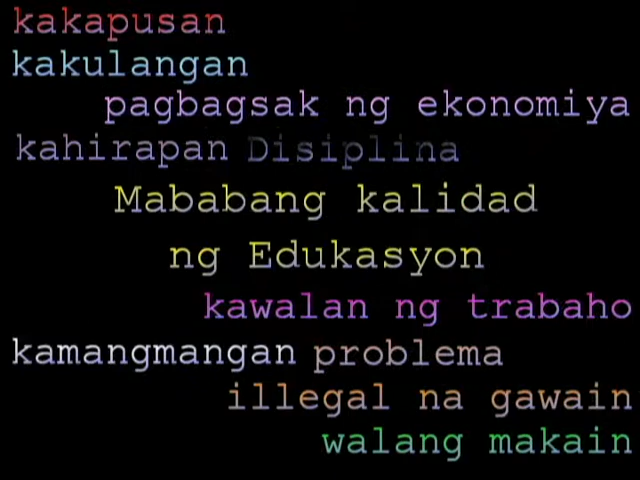 kakapusan
kakulangan
pagbagsak ng ekonomiya
kahirapan Disiplina
Mababang kalidad
ng Edukasyon
kawalan ng trabaho
kamangmangan problema
illegal na gawain
walang makain